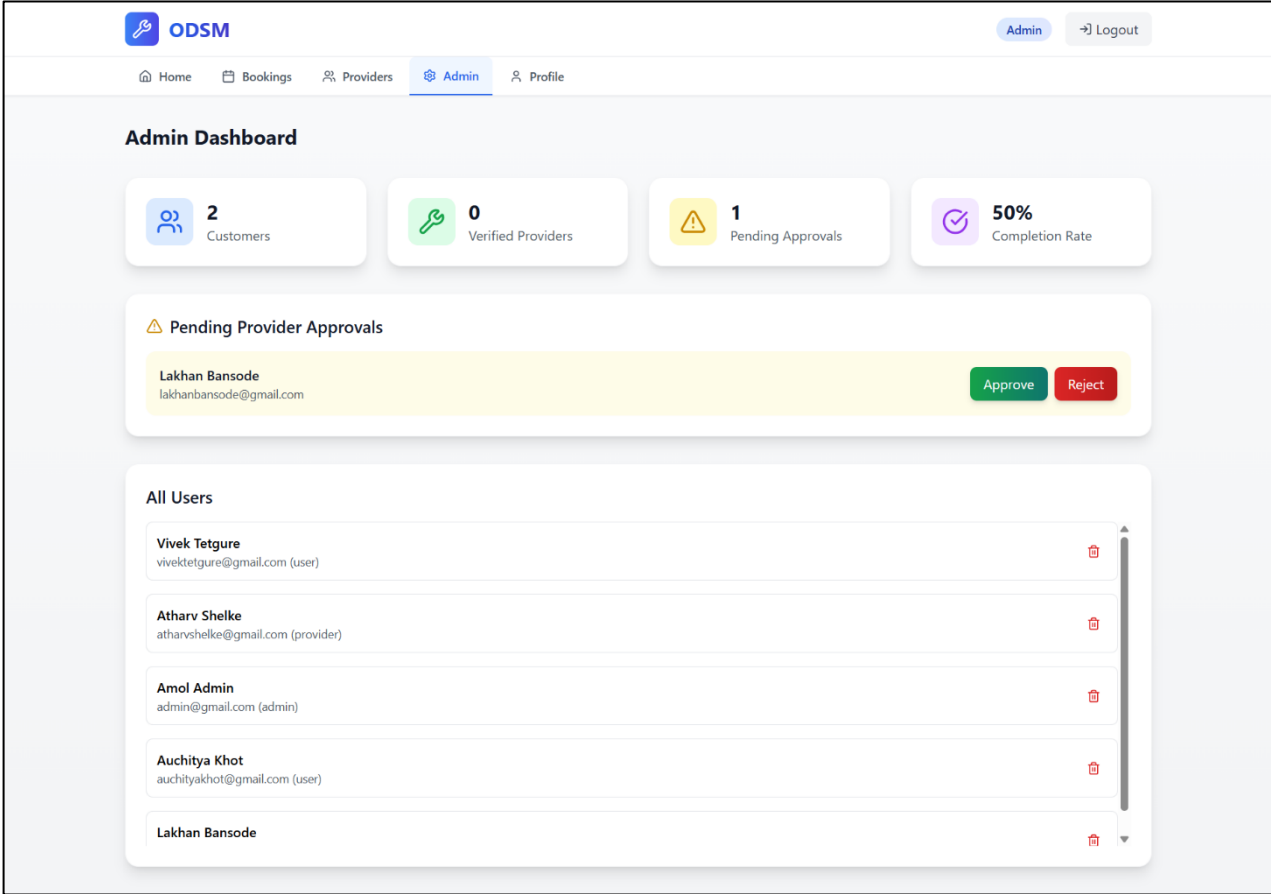 ODSM
Admin
Logout
Home
Bookings
Providers
Admin
Profile
Admin Dashboard
2
Customers
0
Verified Providers
1
Pending Approvals
50%
Completion Rate
Pending Provider Approvals
Lakhan Bansode
lakhanbansode@gmail.com
Approve
Reject
All Users
Vivek Tetgure
vivektetgure@gmail.com (user)
Atharv Shelke
atharvshelke@gmail.com (provider)
Amol Admin
admin@gmail.com (admin)
Auchitya Khot
auchityakhot@gmail.com (user)
Lakhan Bansode